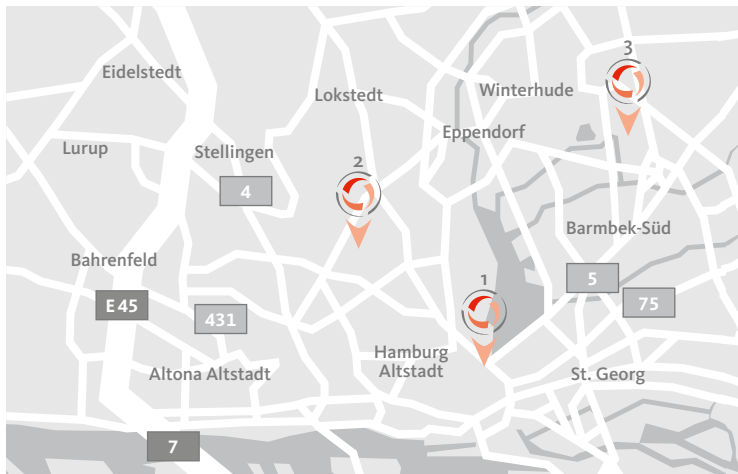 3
Eidelstedt
Winterhude
Lokstedt
Eppendorf
Lurup
Stellingen
2
4
Barmbek-Süd
Bahrenfeld
5
1
E 45
75
431
Hamburg
Altstadt
Altona Altstadt
St. Georg
7